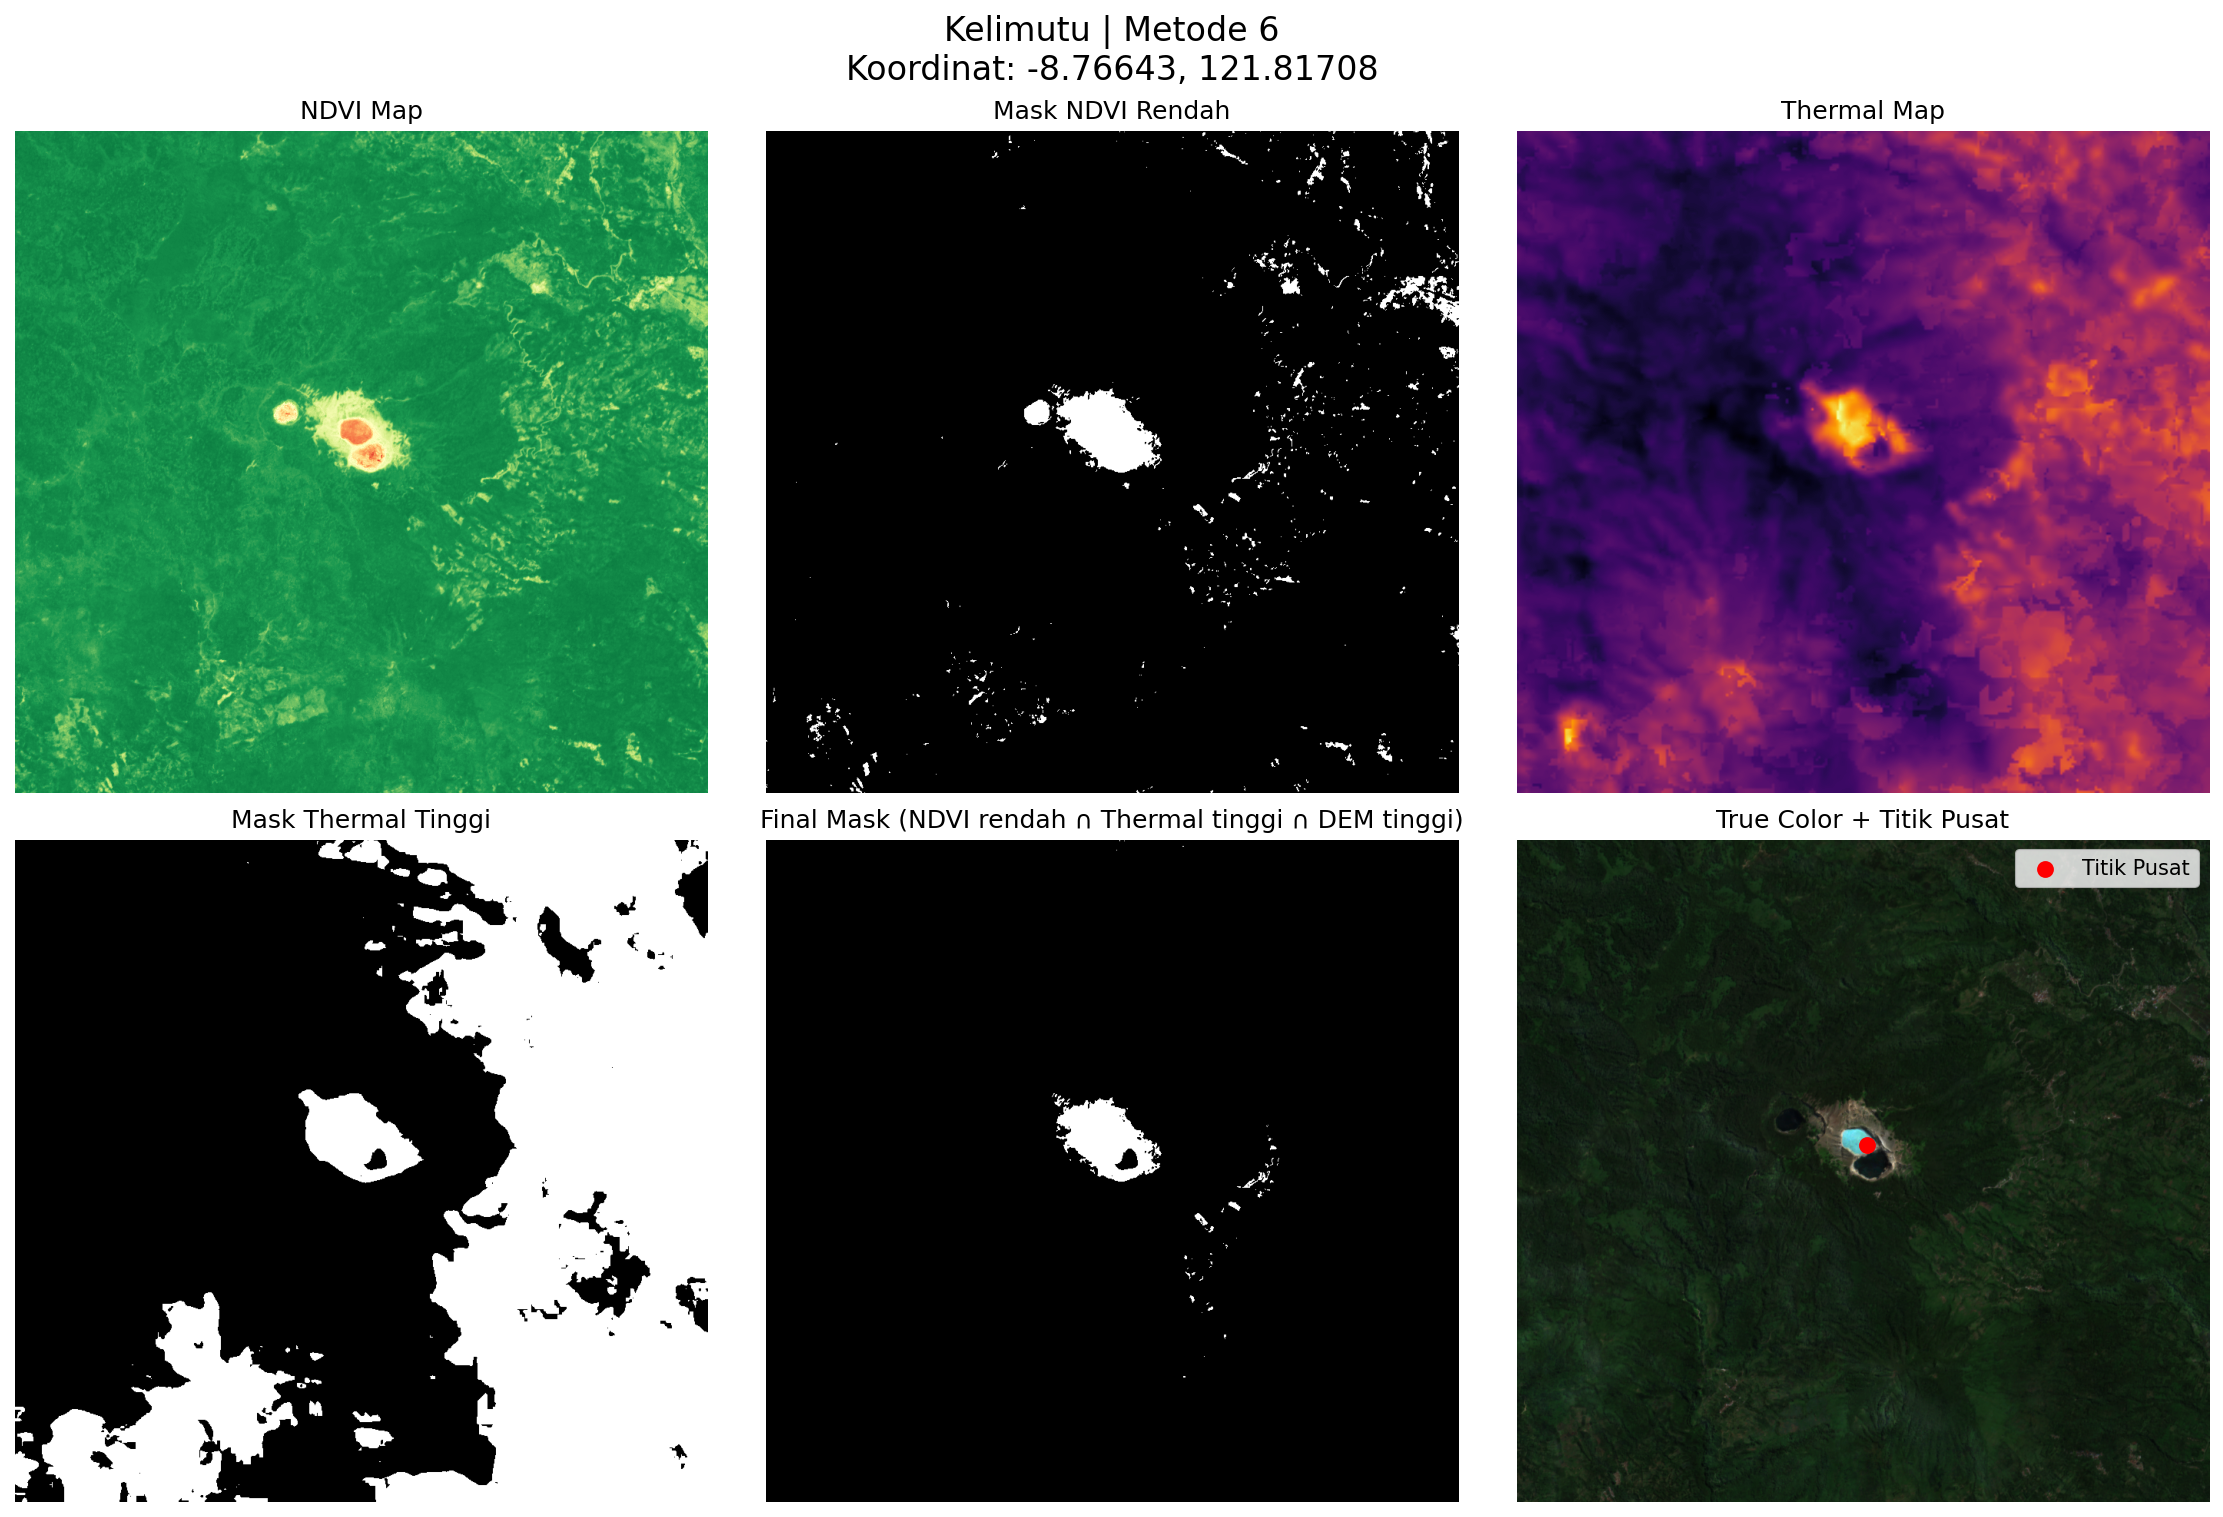 Kelimutu | Metode 6
Koordinat: -8.76643, 121.81708
NDVI Map
Mask NDVI Rendah
Thermal Map
Mask Thermal Tinggi
Final Mask (NDVI rendah ∩ Thermal tinggi ∩ DEM tinggi)
True Color + Titik Pusat
Titik Pusat